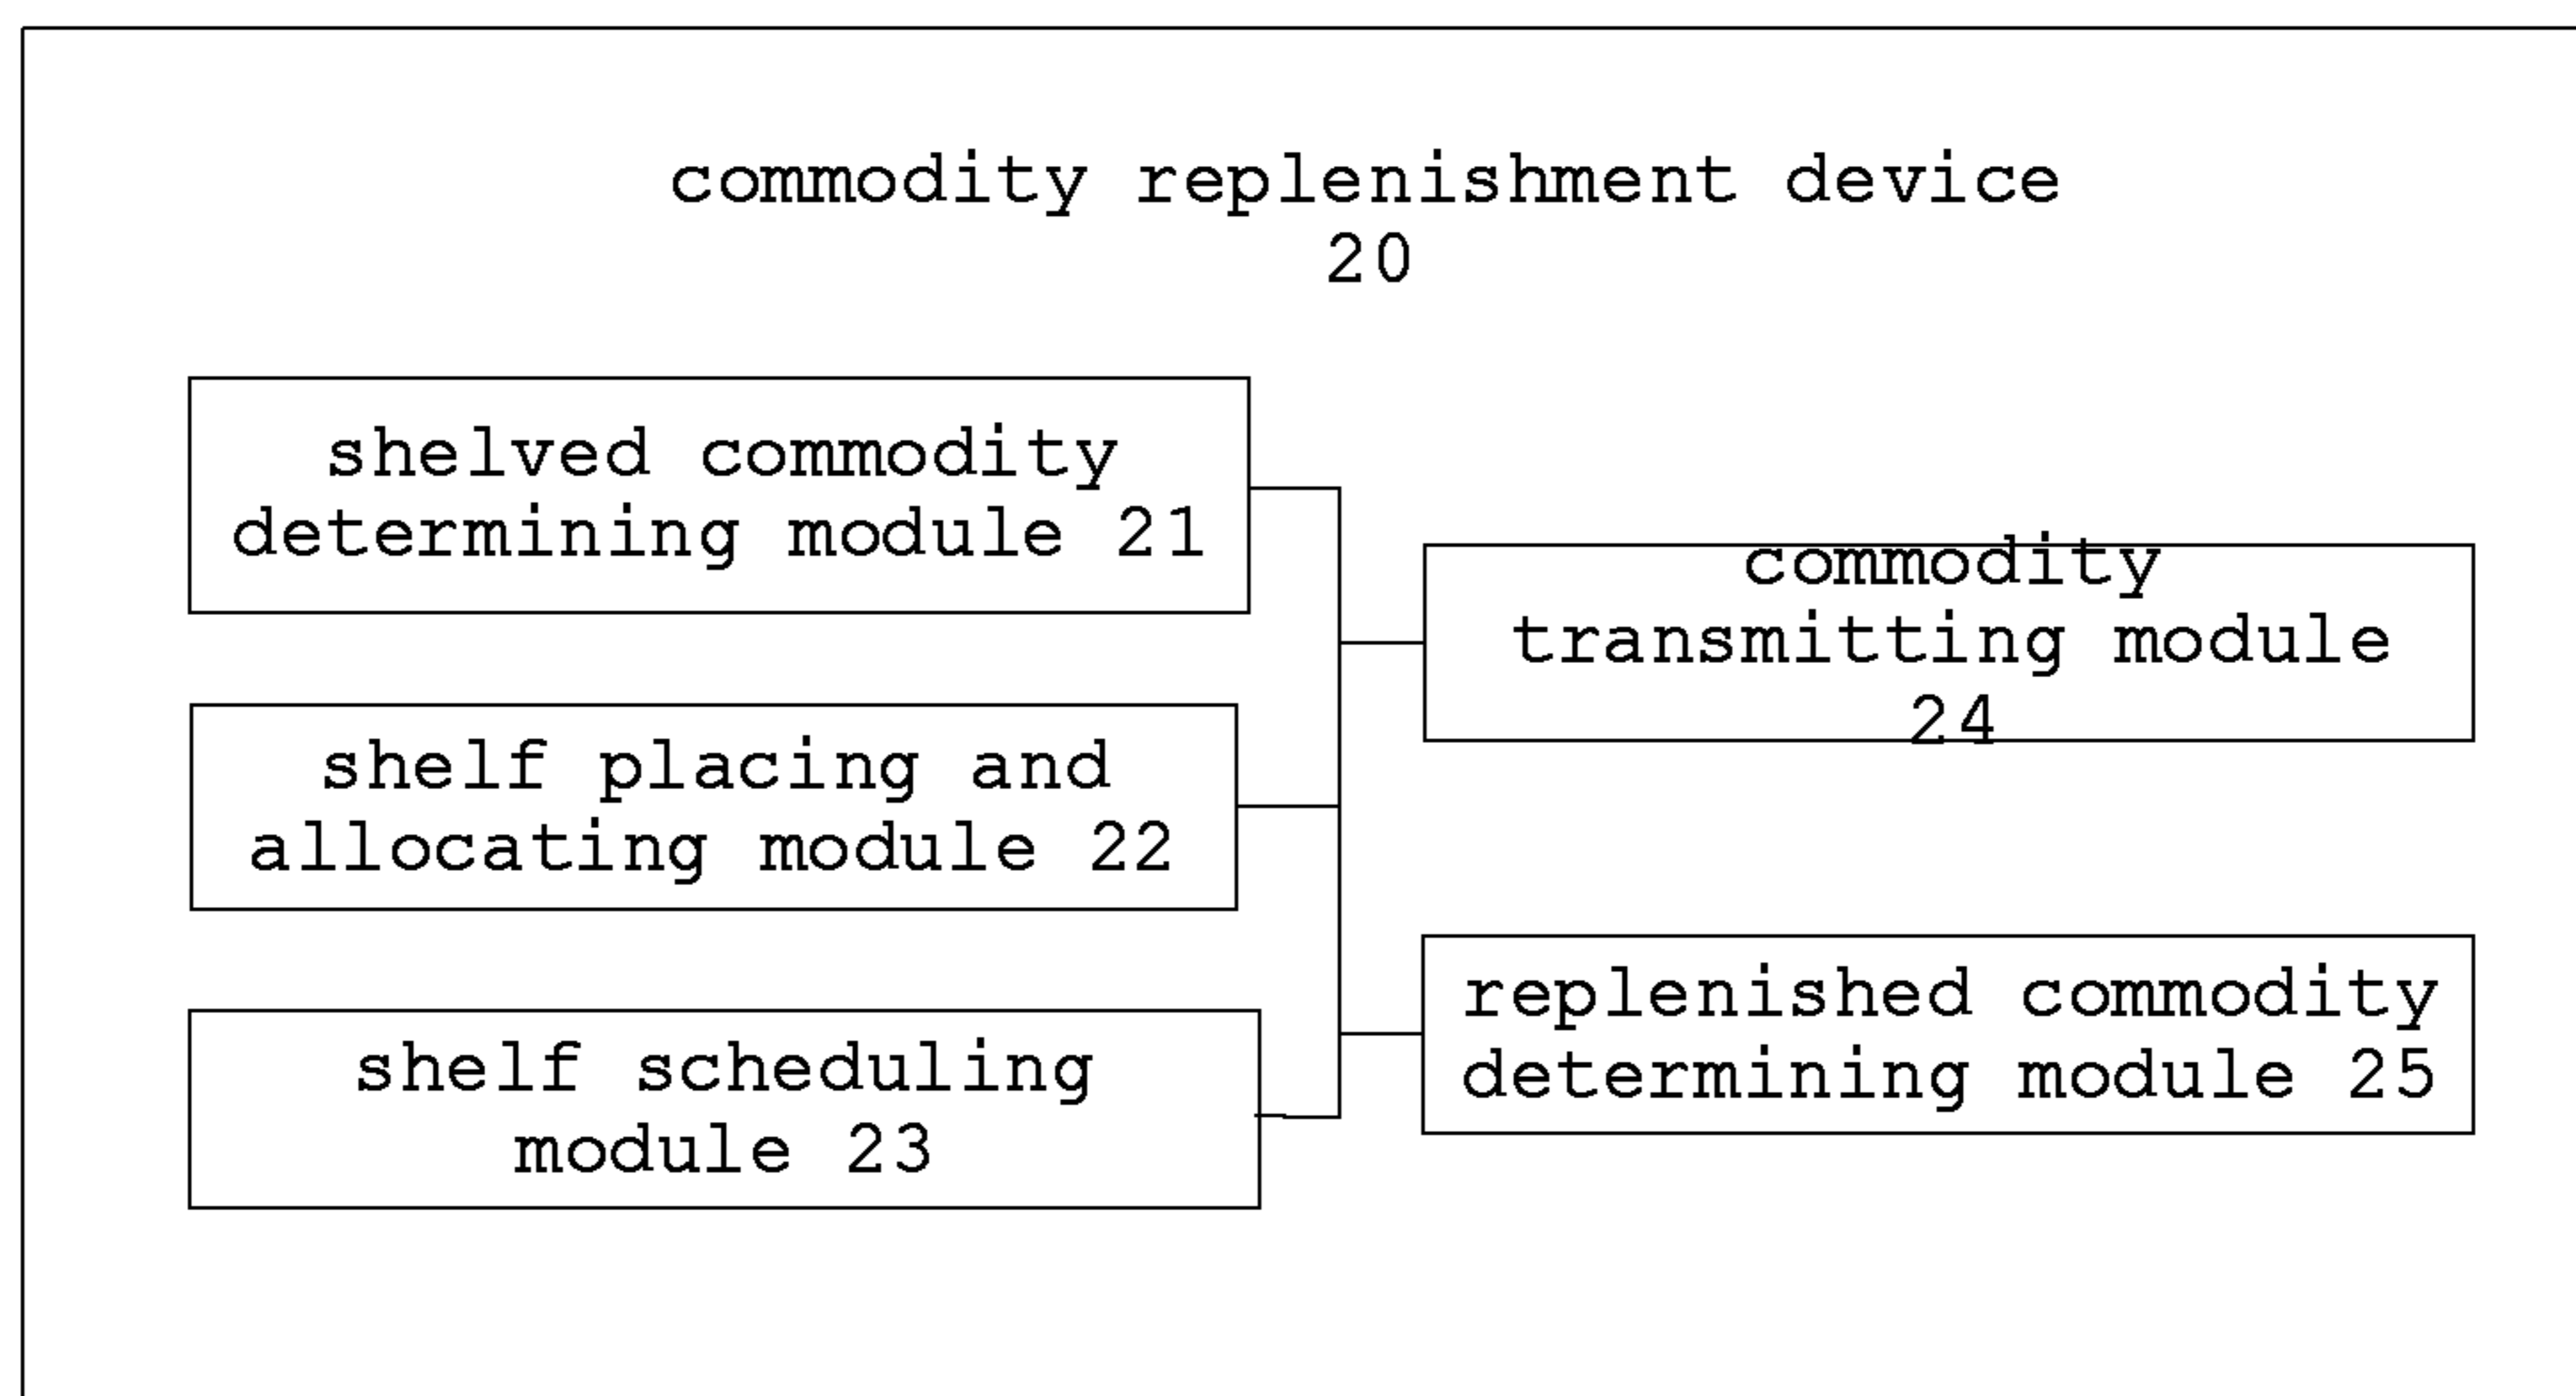 commodity replenishment device
20
shelved commodity
determining module 21
shelf placing and
allocating module 22
shelf scheduling
module 23
commodity
transmitting module
24
replenished commodity
determining module 25